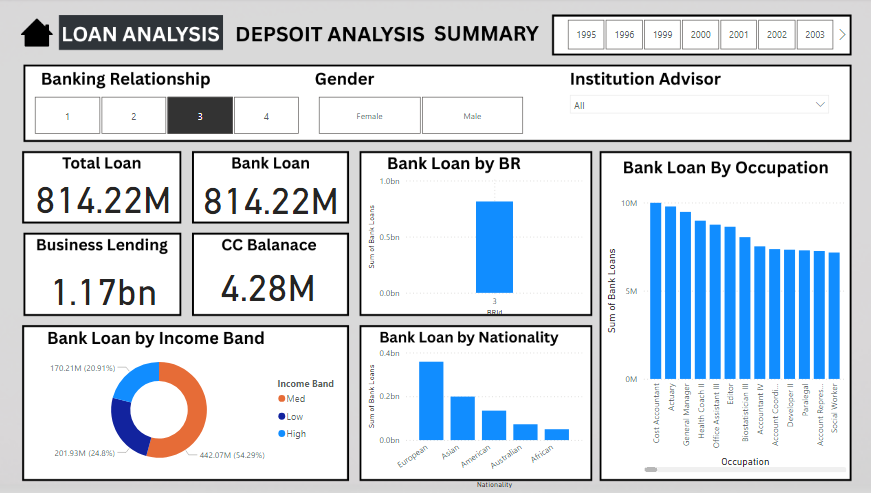 LOAN ANALYSIS DEPSOIT ANALYSIS SUMMARY
1995 1996 1999 2000 2001 2002 2003
Banking Relationship
1 2 3 4
Gender
Female Male
Institution Advisor
All
Total Loan
814.22M
Bank Loan
814.22M
Business Lending
1.17bn
CC Balanace
4.28M
Bank Loan by BR
Sum of Bank Loans
1.0bn
0.5bn
0.0bn
3
BRId
Bank Loan By Occupation
Sum of Bank Loans
10M
5M
0M
Cost Accountant
Actuary
General Manager
Health Coach II
Office Assistant III
Editor
Biostatistician III
Accountant IV
Account Coordi...
Developer II
Paralegal
Account Repres...
Social Worker
Occupation
Bank Loan by Income Band
170.21M (20.91%)
201.93M (24.8%)
442.07M (54.29%)
Income Band
Med
Low
High
Bank Loan by Nationality
Sum of Bank Loans
0.4bn
0.2bn
0.0bn
European
Asian
American
Australian
African
Nationality